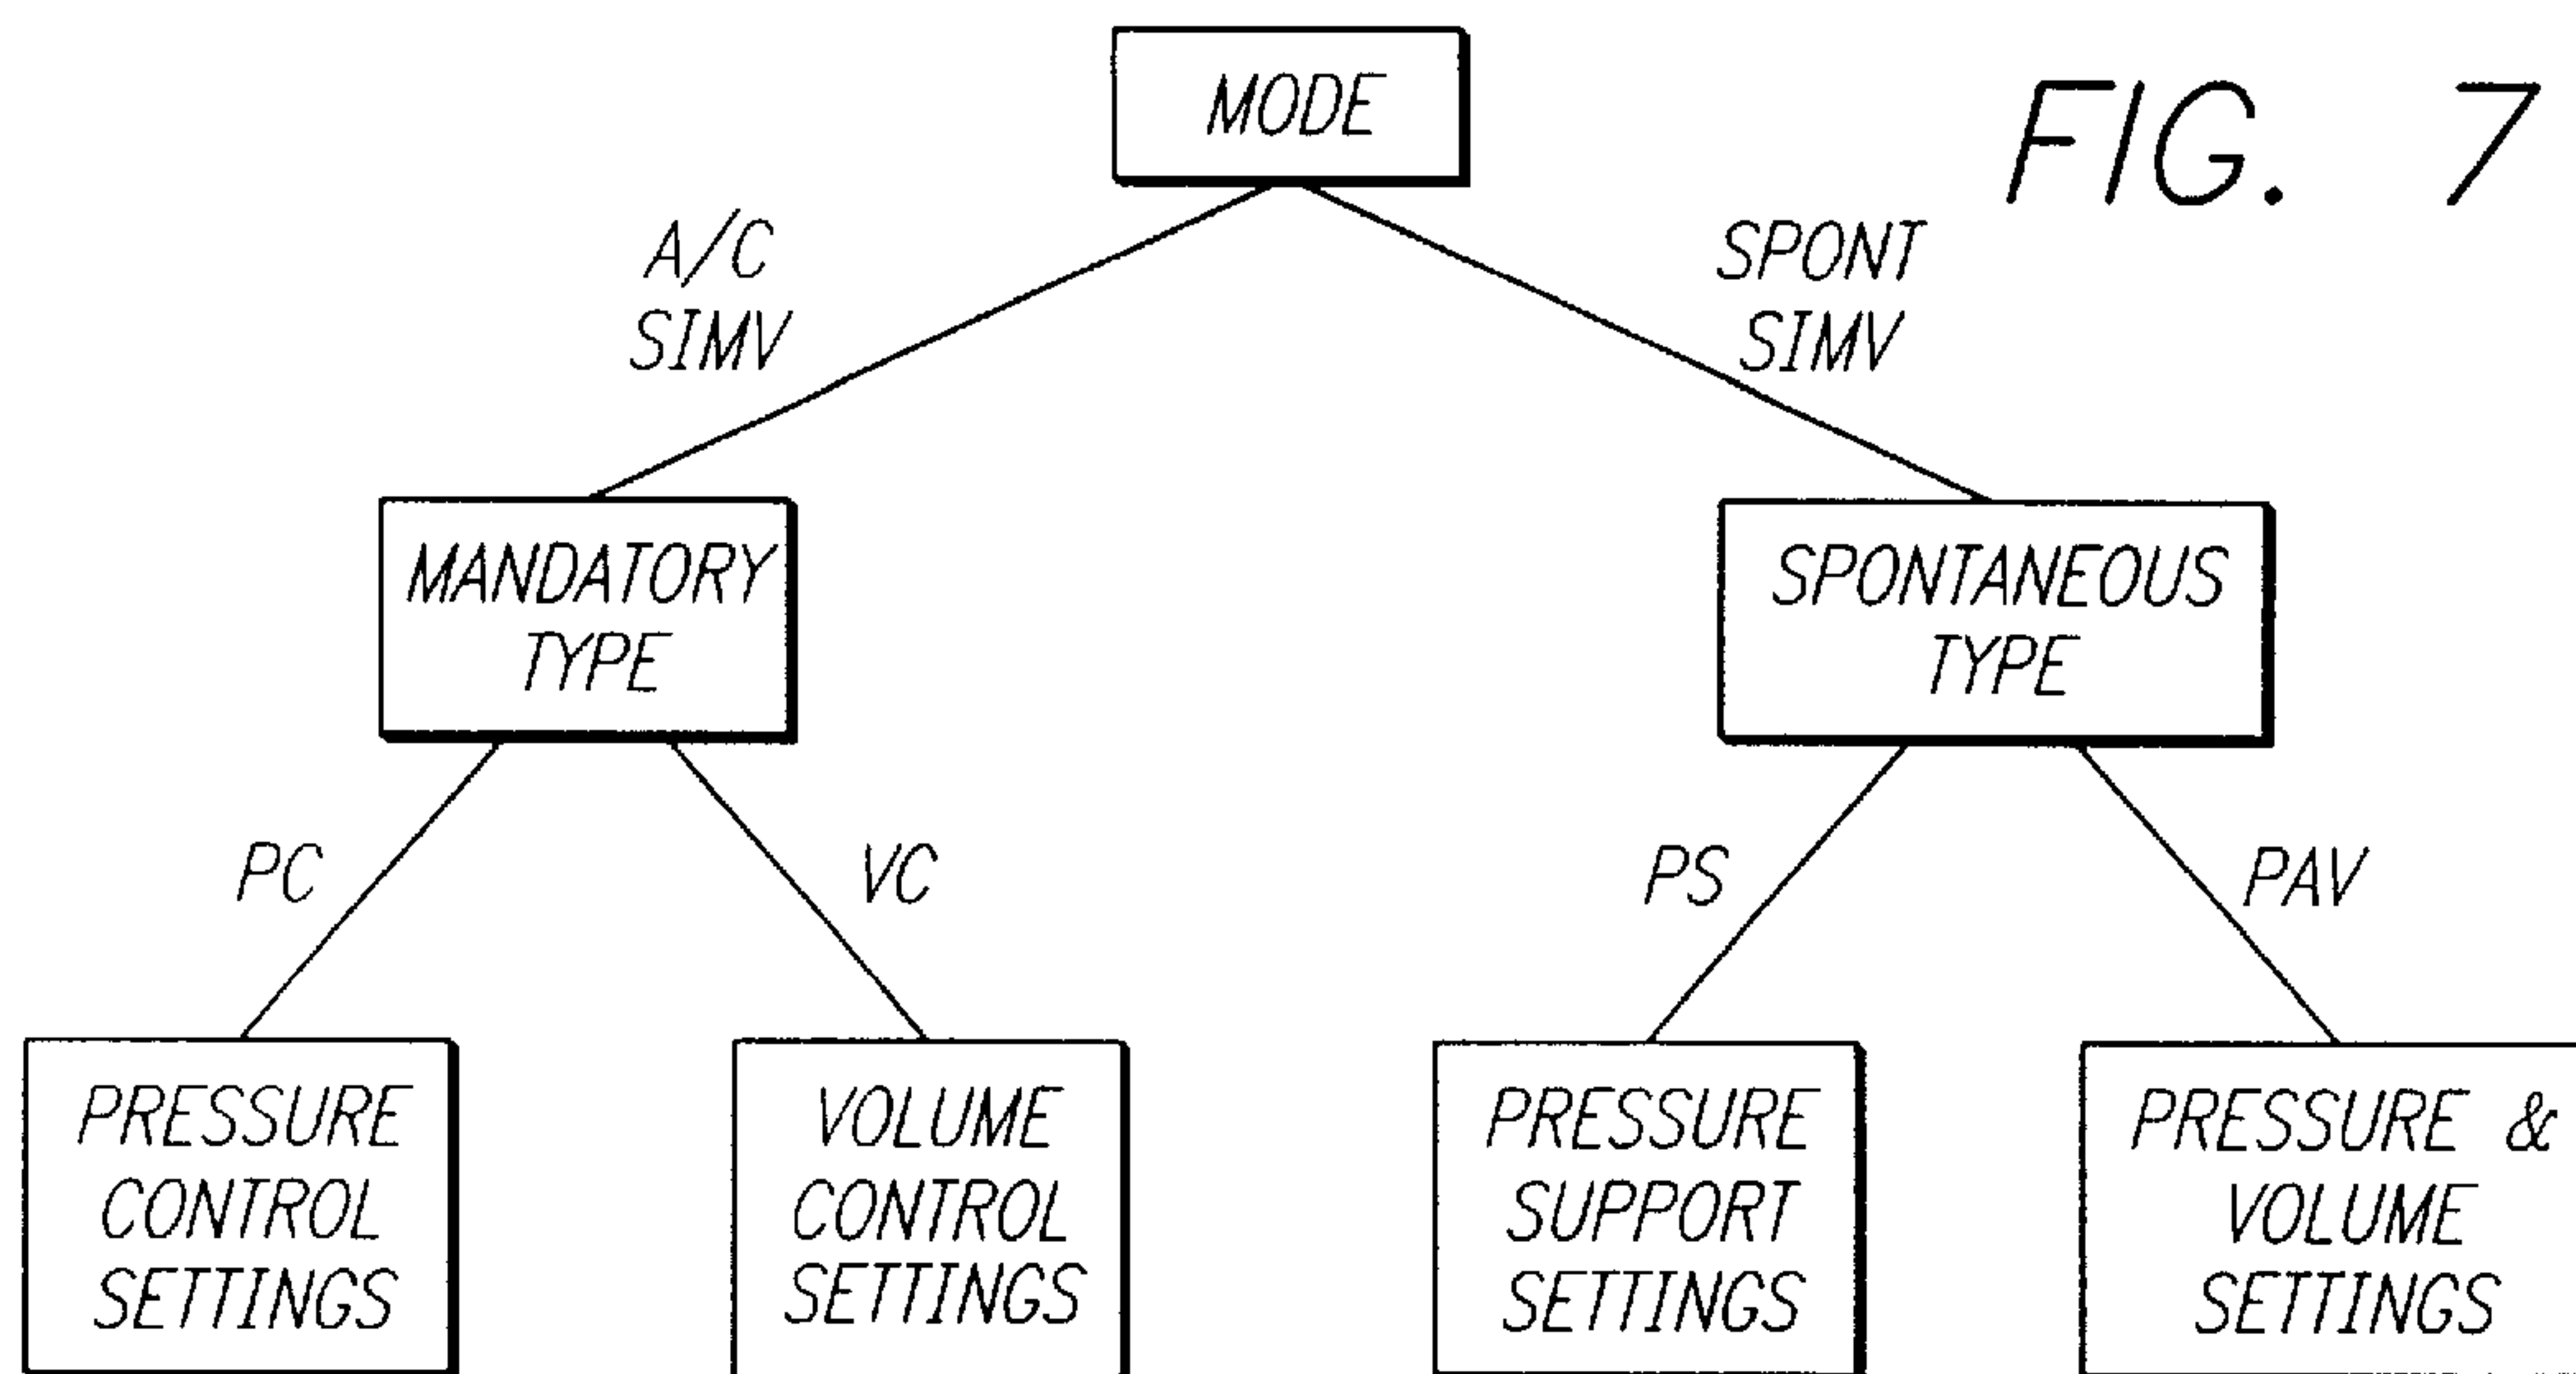 MODE
FIG. 7
A/C
SIMV
SPONT
SIMV
MANDATORY
TYPE
SPONTANEOUS
TYPE
PC
VC
PS
PAV
PRESSURE
CONTROL
SETTINGS
VOLUME
CONTROL
SETTINGS
PRESSURE
SUPPORT
SETTINGS
PRESSURE &
VOLUME
SETTINGS